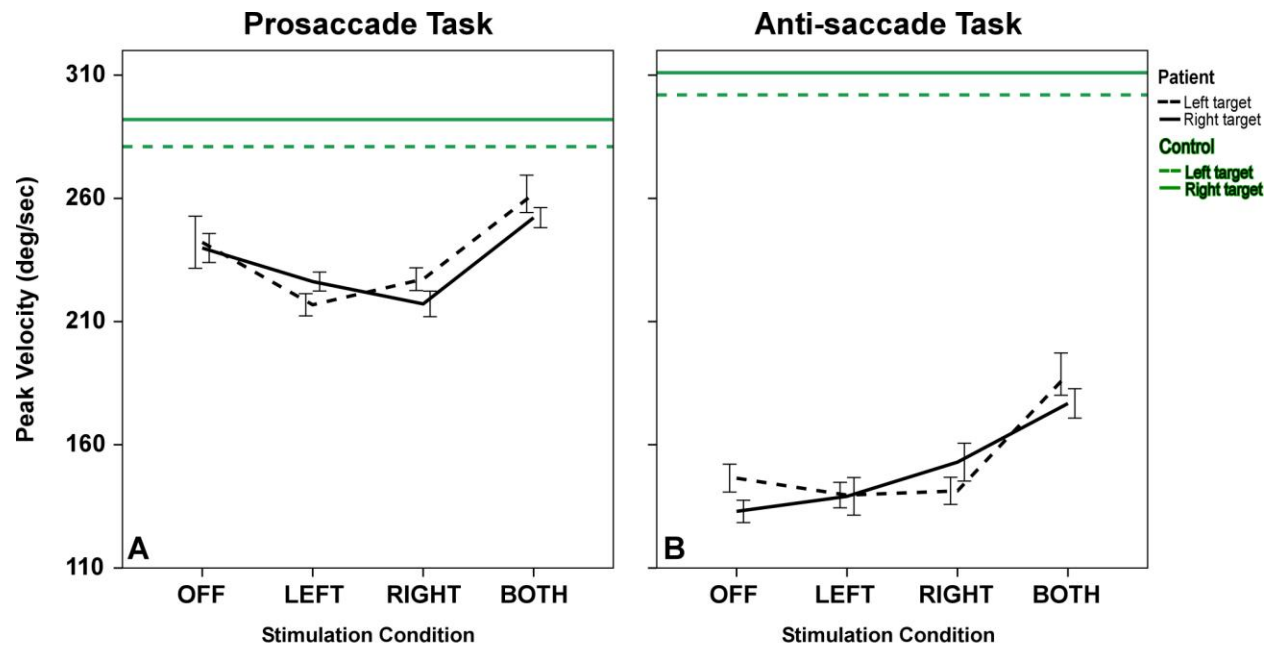 Prosaccade Task
Anti-saccade Task
Peak Velocity (deg/sec)
310
260
210
160
110
A
B
OFF LEFT RIGHT BOTH
OFF LEFT RIGHT BOTH
Stimulation Condition
Stimulation Condition
Patient
Left target
Right target
Control
Left target
Right target